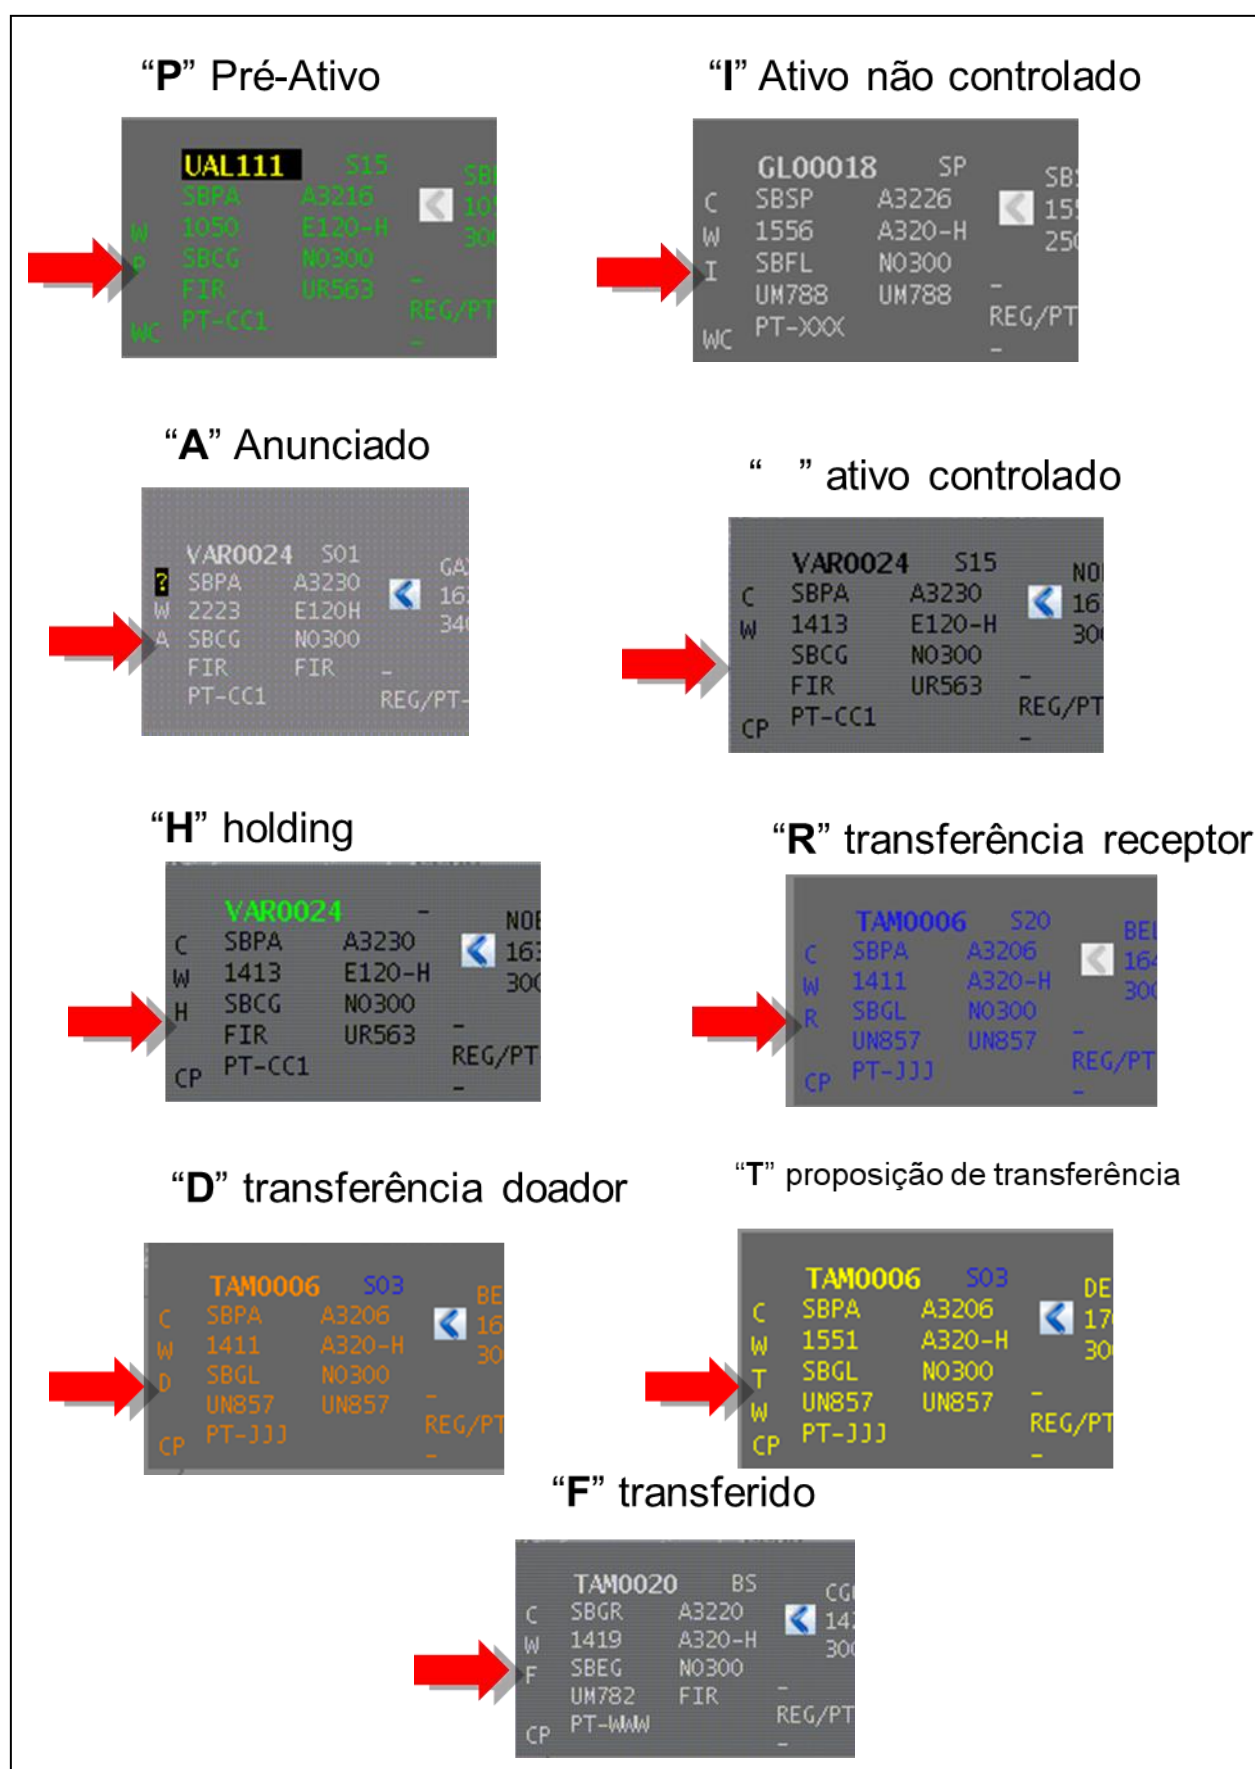 “P” Pré-Ativo
UAL111 S15
SBPA A3216
W 1050 E120-H
P SBCG N0300
FIR UR563 -
PT-CC1 REG/PT
WC -
“I” Ativo não controlado
GLO0018 SP
C SBSP A3226
W 1556 A320-H
I SBFL N0300
UM788 UM788 -
PT-XXX REG/PT
WC -
“A” Anunciado
VAR0024 S01
? SBPA A3230
W 2223 E120H
A SBCG N0300
FIR FIR -
PT-CC1 REG/PT-
“ ” ativo controlado
VAR0024 S15
C SBPA A3230
W 1413 E120-H
SBCG N0300
FIR UR563 -
PT-CC1 REG/PT
CP -
“H” holding
VAR0024 -
C SBPA A3230
W 1413 E120-H
H SBCG N0300
FIR UR563 -
PT-CC1 REG/PT
CP -
“R” transferência receptor
TAM0006 S20
C SBPA A3206
W 1411 A320-H
R SBGL N0300
UN857 UN857 -
PT-JJJ REG/PT
CP -
“D” transferência doador
TAM0006 S03
C SBPA A3206
W 1411 A320-H
D SBGL N0300
UN857 UN857 -
PT-JJJ REG/PT
CP -
“T” proposição de transferência
TAM0006 S03
C SBPA A3206
W 1551 A320-H
T SBGL N0300
W UN857 UN857 -
CP PT-JJJ REG/PT
-
“F” transferido
TAM0020 BS
C SBGR A3220
W 1419 A320-H
F SBEG N0300
UM782 FIR -
PT-WWW REG/PT
CP -